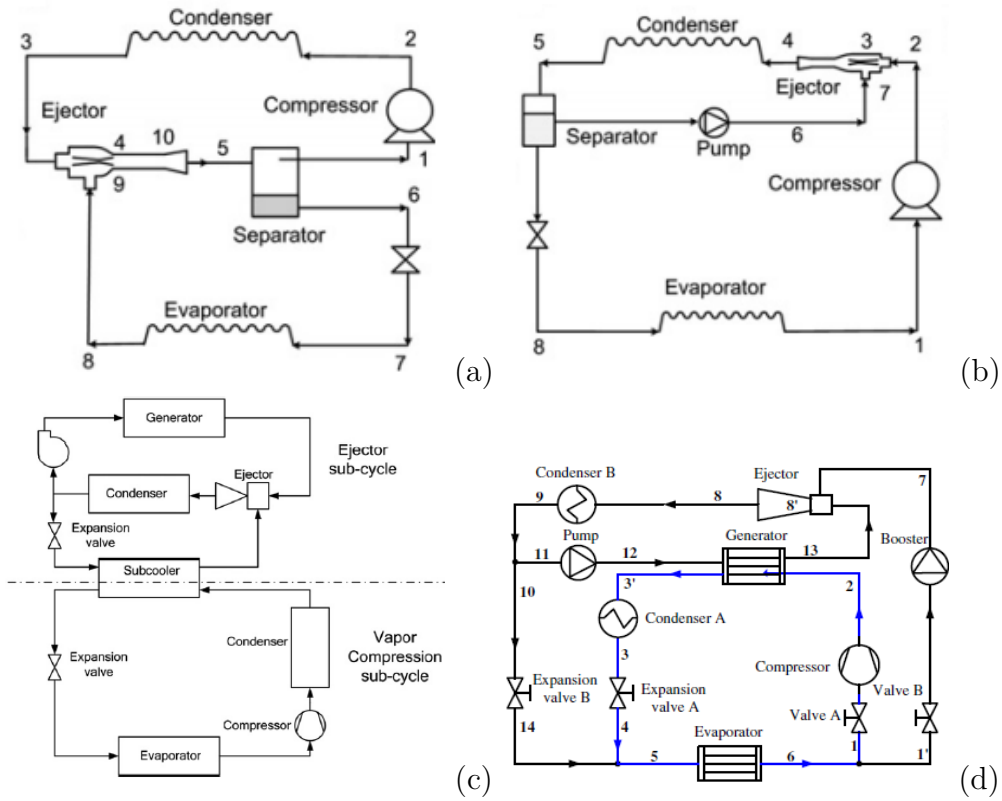 Condenser
3
2
Ejector
Compressor
4
10
5
1
9
6
Separator
Evaporator
8
7
(a)
Condenser
5
4
3
2
Ejector
7
Separator
6
Pump
Compressor
Evaporator
8
1
(b)
Generator
Ejector
sub-cycle
Ejector
Condenser
Expansion
valve
Subcooler
Condenser
Vapor
Compression
sub-cycle
Expansion
valve
Compressor
Evaporator
(c)
Condenser B
Ejector
7
9
8
8'
Pump
Generator
Booster
11
12
13
10
3'
2
Condenser A
3
Compressor
Expansion
valve B
Expansion
valve A
Valve B
Valve A
14
4
Evaporator
5
6
1
1'
(d)